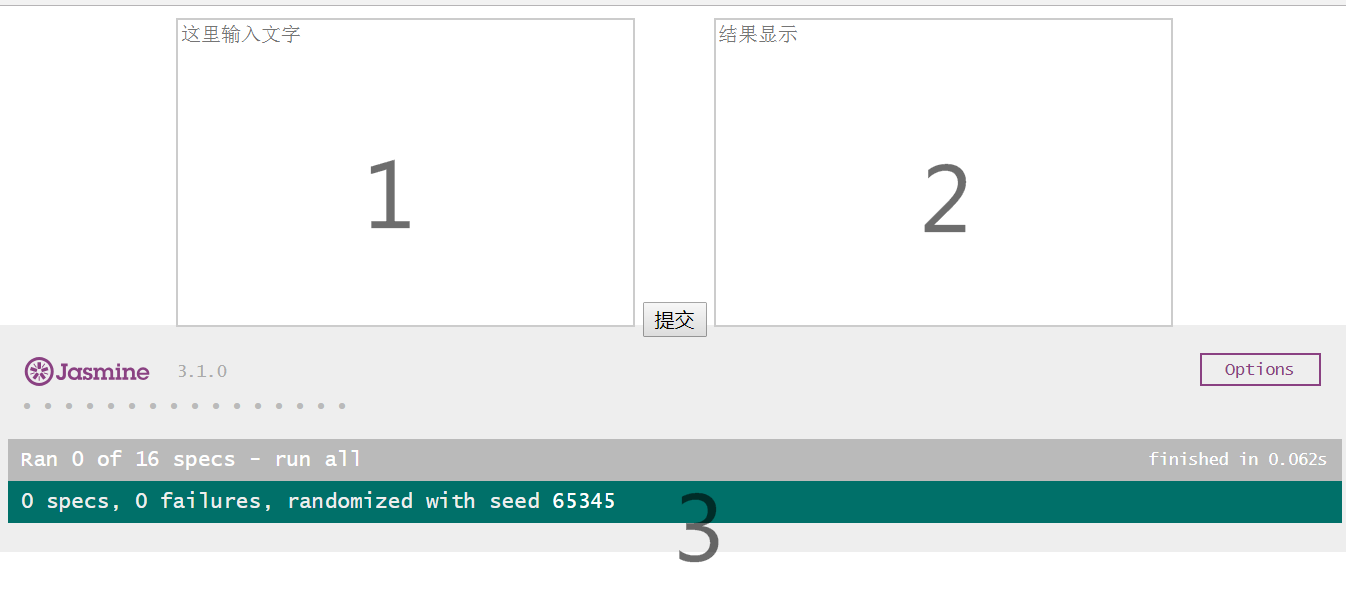 这里输入文字
结果显示
1
2
提交
Jasmine 3.1.0
Options
Ran 0 of 16 specs - run all
finished in 0.062s
0 specs, 0 failures, randomized with seed 65345
3